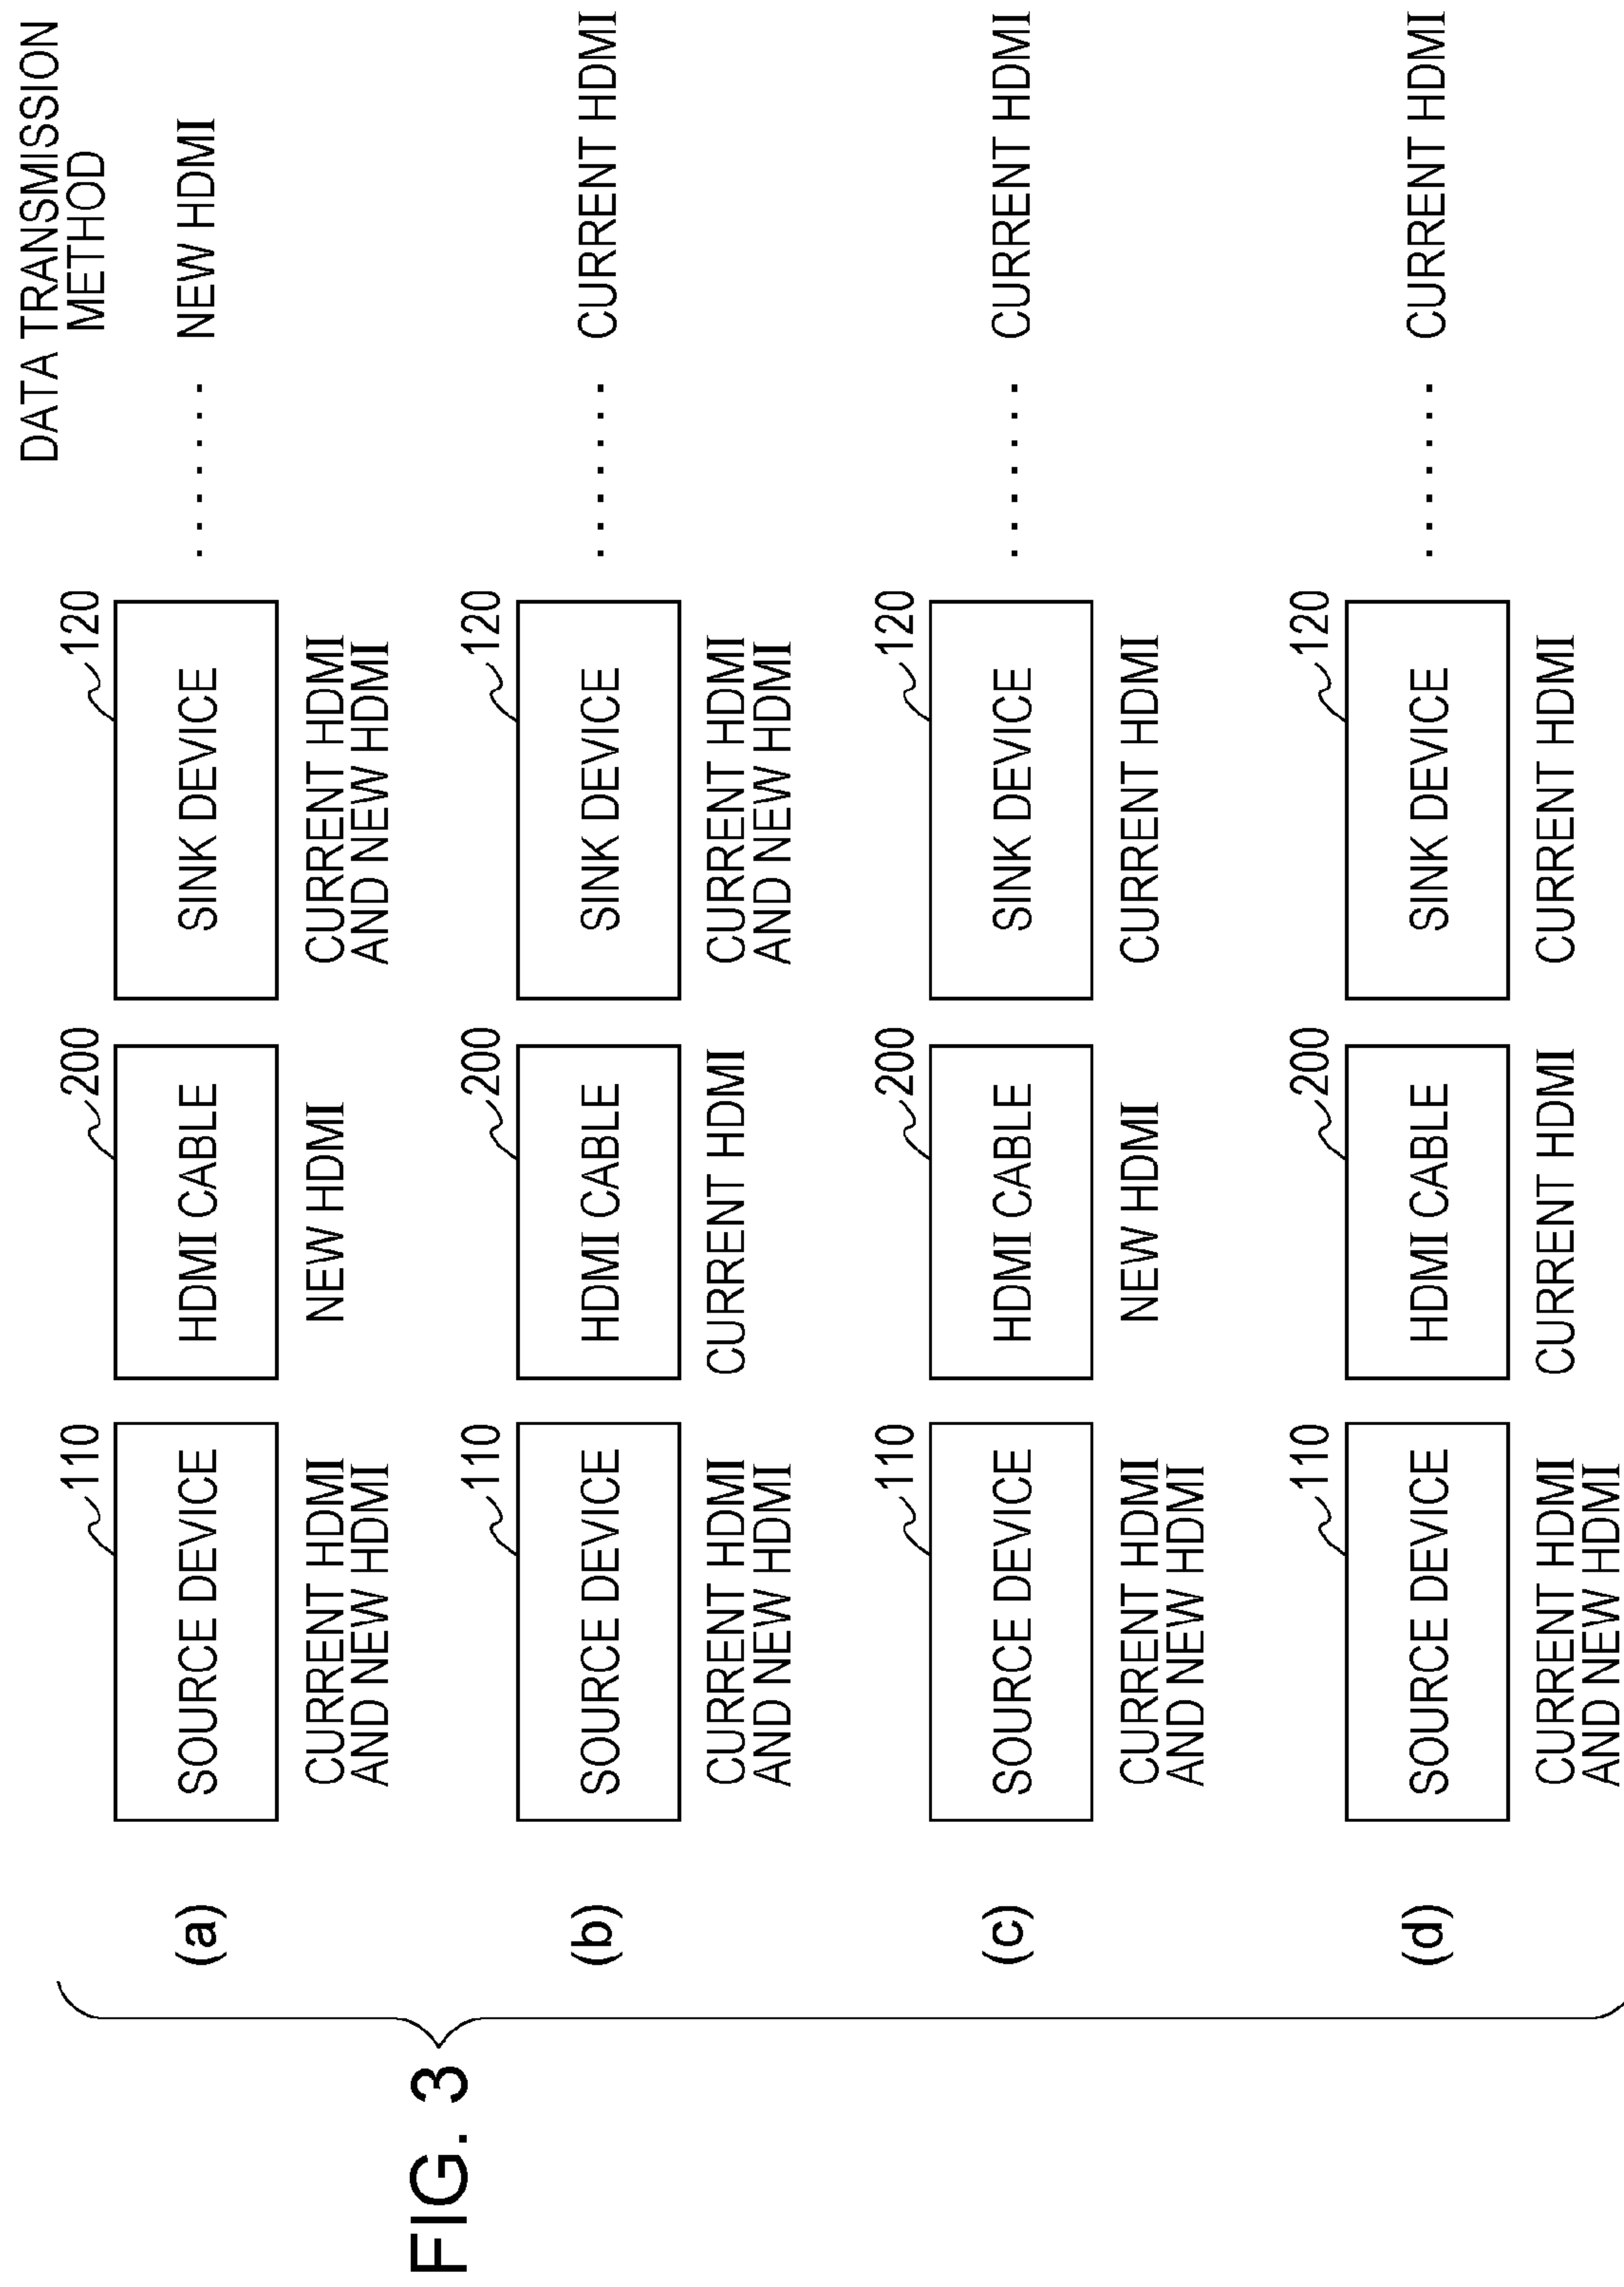 FIG. 3
DATA TRANSMISSION
METHOD
(a)
110
200
120
SOURCE DEVICE
HDMI CABLE
SINK DEVICE
. . . . . . .
NEW HDMI
CURRENT HDMI
AND NEW HDMI
NEW HDMI
CURRENT HDMI
AND NEW HDMI
(b)
110
200
120
SOURCE DEVICE
HDMI CABLE
SINK DEVICE
. . . . . . .
CURRENT HDMI
CURRENT HDMI
AND NEW HDMI
CURRENT HDMI
CURRENT HDMI
AND NEW HDMI
(c)
110
200
120
SOURCE DEVICE
HDMI CABLE
SINK DEVICE
. . . . . . .
CURRENT HDMI
CURRENT HDMI
AND NEW HDMI
NEW HDMI
CURRENT HDMI
(d)
110
200
120
SOURCE DEVICE
HDMI CABLE
SINK DEVICE
. . . . . . .
CURRENT HDMI
CURRENT HDMI
AND NEW HDMI
CURRENT HDMI
CURRENT HDMI